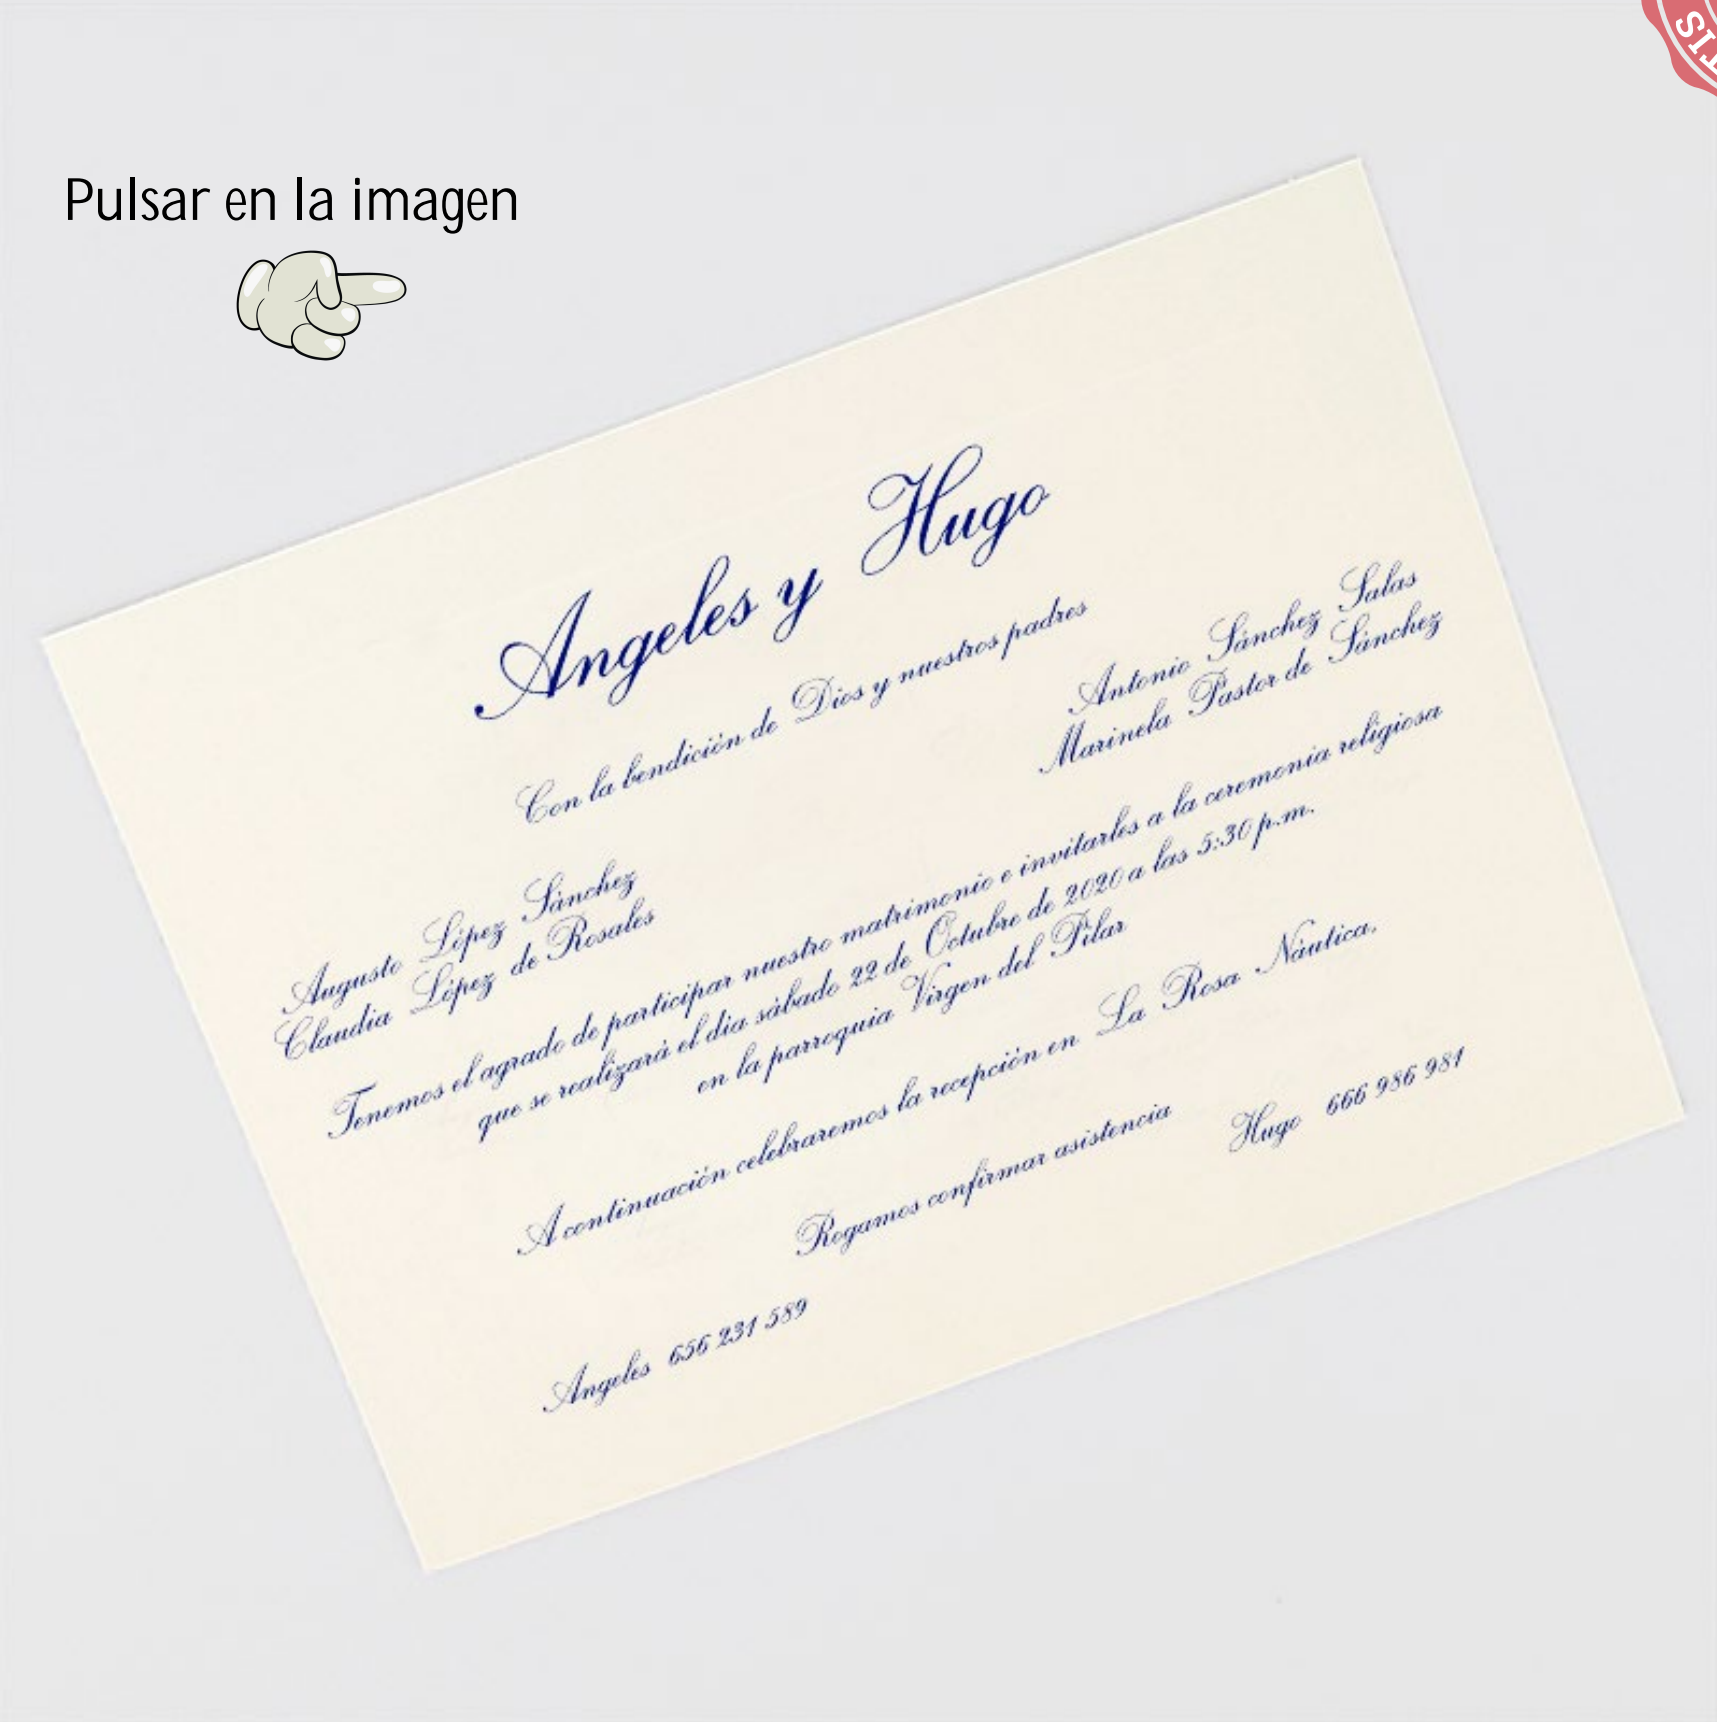 SIT
Pulsar en la imagen
Angeles y Hugo
Con la bendición de Dios y nuestros padres
Augusto López Sánchez
Claudia López de Rosales
Antonio Sánchez Salas
Marinela Pastor de Sánchez
Tenemos el agrado de participar nuestro matrimonio e invitarles a la ceremonia religiosa
que se realizará el dia sábado 22 de Octubre de 2020 a las 5:30 p.m.
en la parroquia Virgen del Pilar
A continuación celebraremos la recepción en La Rosa Náutica.
Rogamos confirmar asistencia
Angeles 656 231 589
Hugo 666 986 981